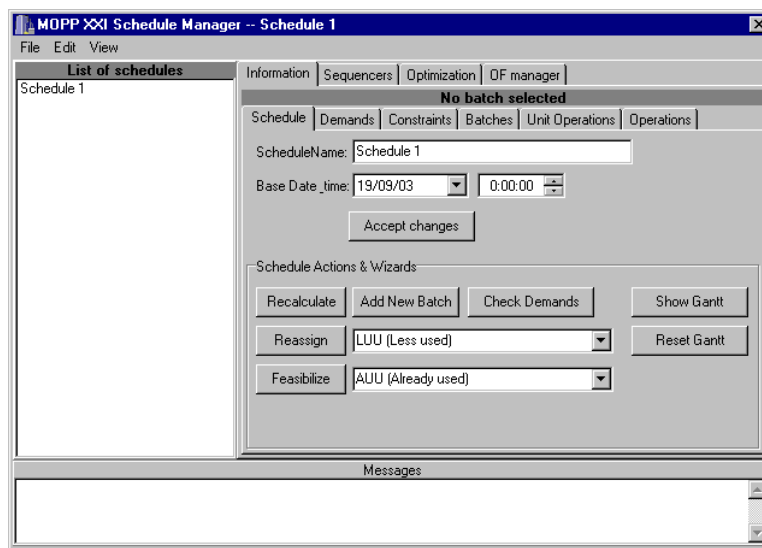 MOPP XXI Schedule Manager -- Schedule 1
File Edit View
List of schedules
Schedule 1
Information Sequencers Optimization OF manager
No batch selected
Schedule Demands Constraints Batches Unit Operations Operations
ScheduleName: Schedule 1
Base Date_time: 19/09/03 0:00:00
Accept changes
Schedule Actions & Wizards
Recalculate Add New Batch Check Demands Show Gantt
Reassign LUU (Less used) Reset Gantt
Feasibilize AUU (Already used)
Messages